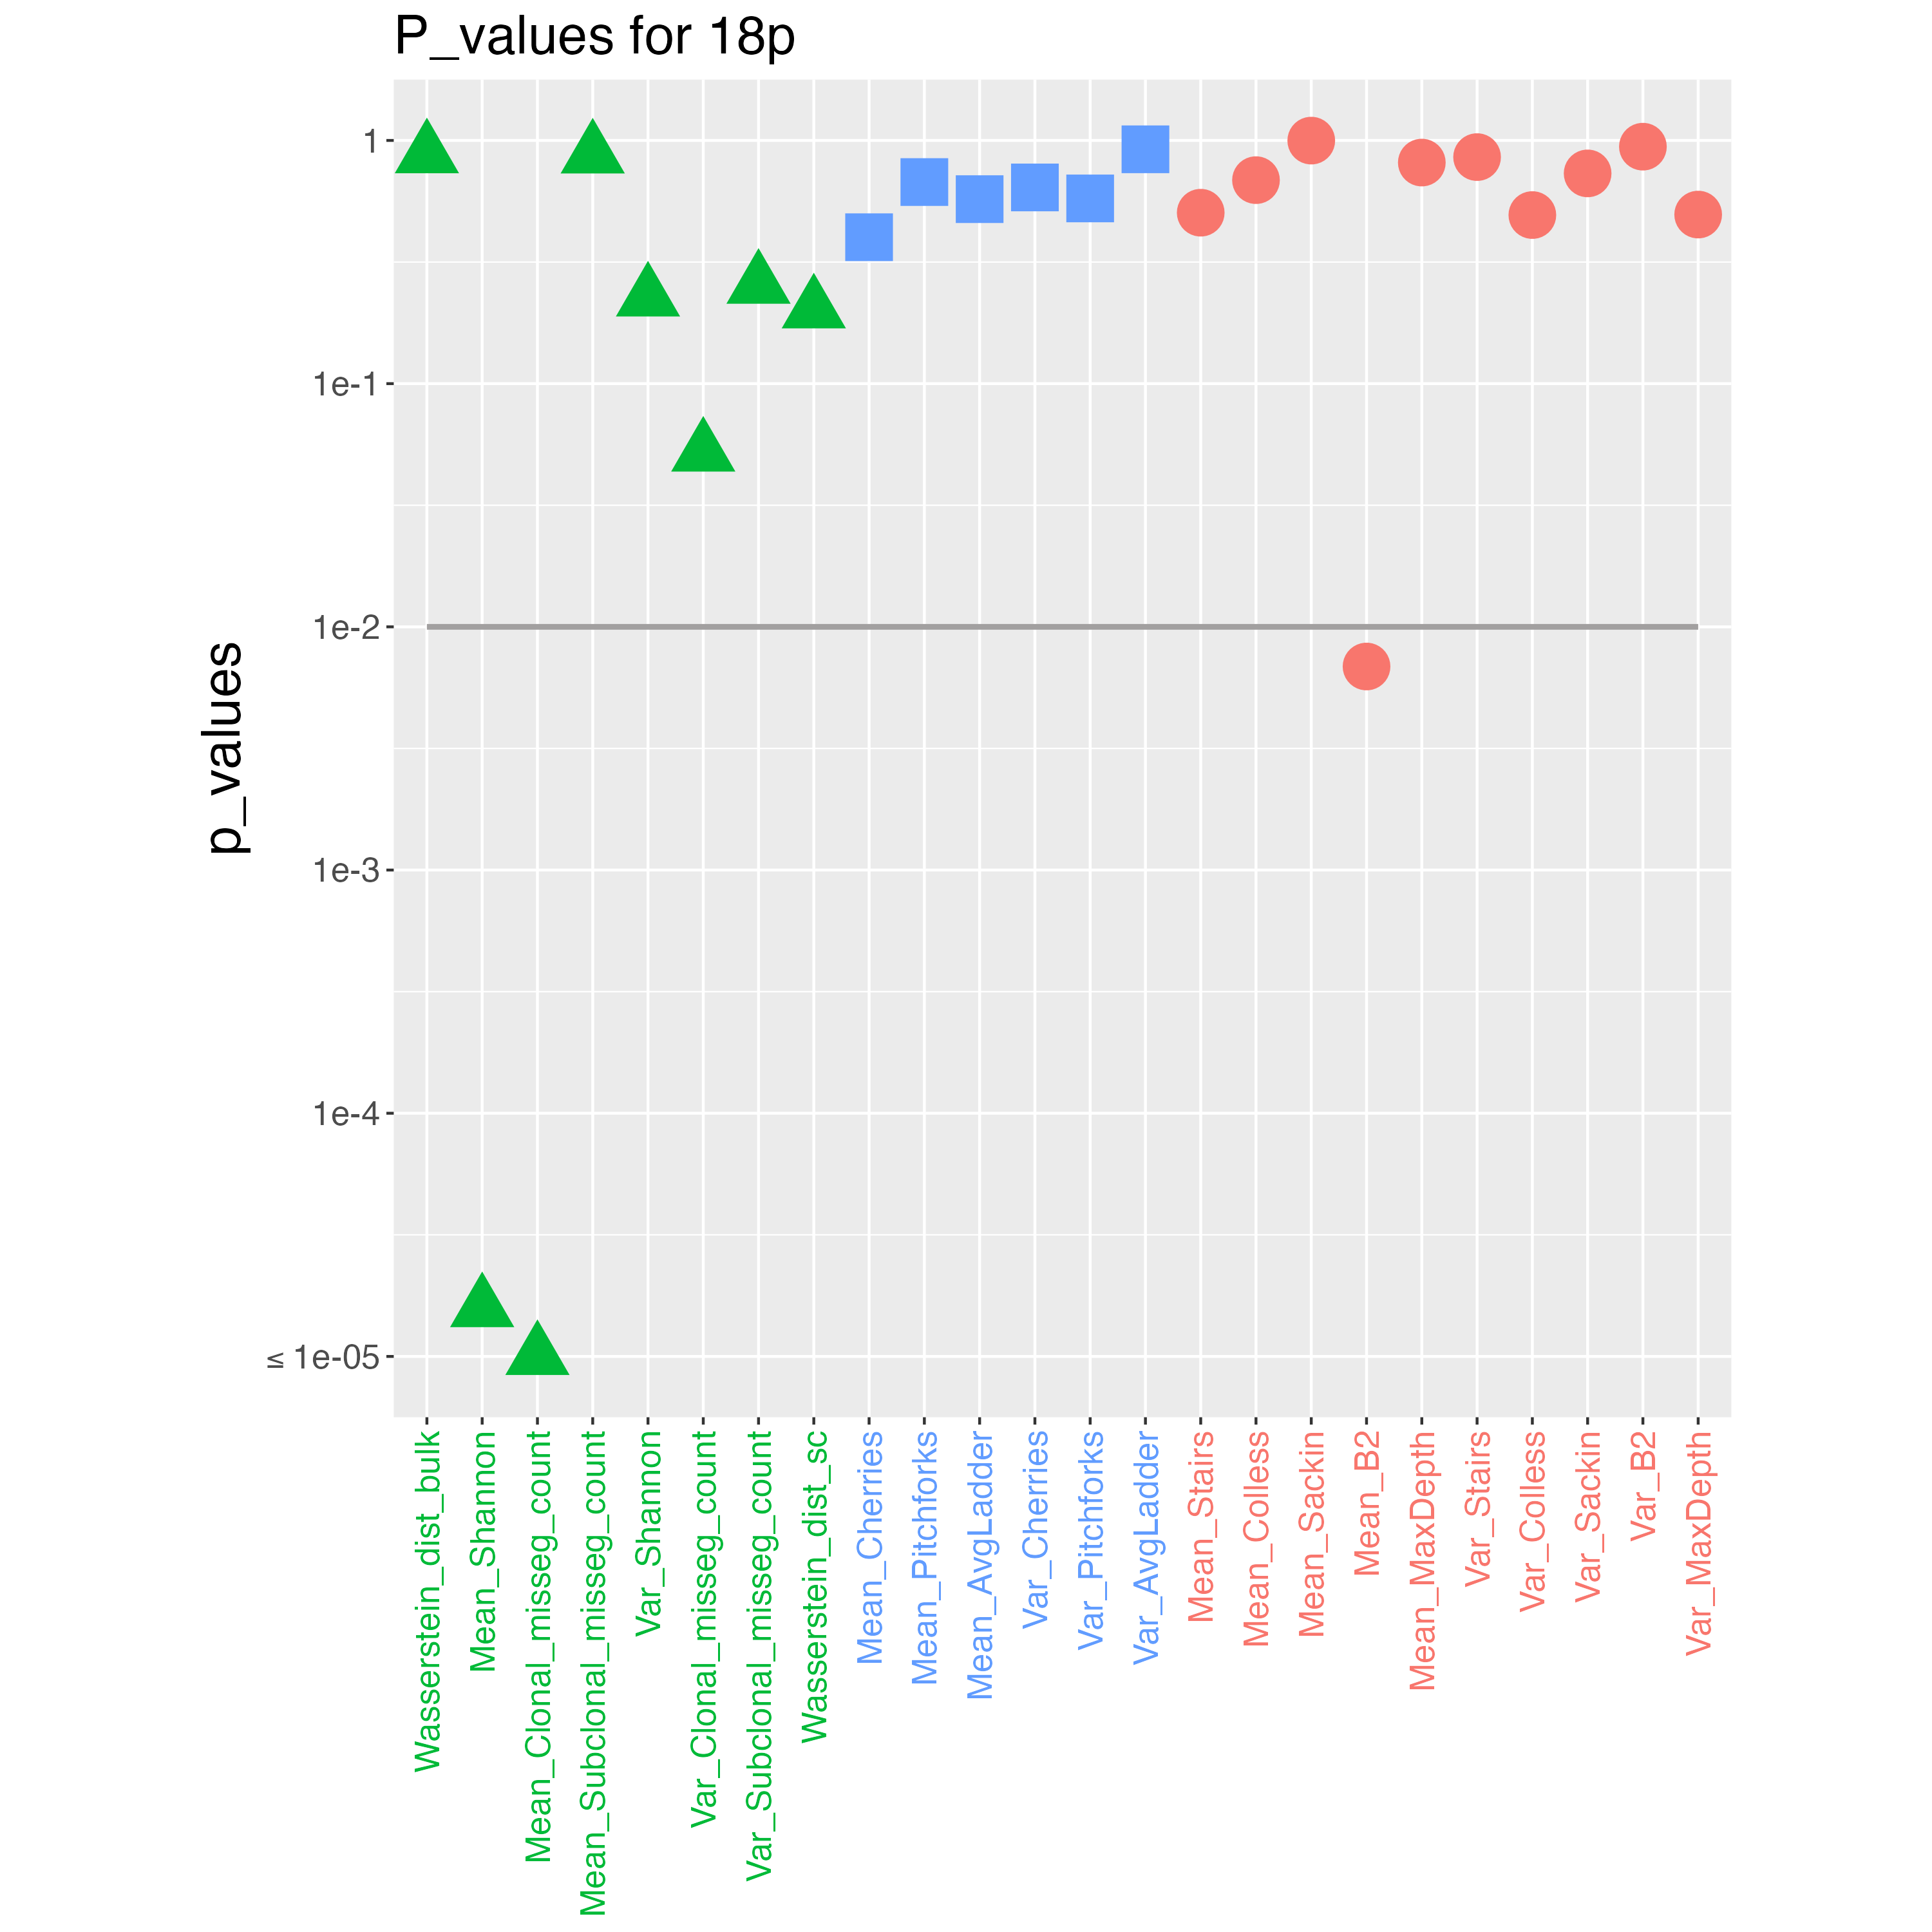 P_values for 18p
p_values
1
1e-1
1e-2
1e-3
1e-4
≤ 1e-05
Wasserstein_dist_bulk
Mean_Shannon
Mean_Clonal_misseg_count
Mean_Subclonal_misseg_count
Var_Shannon
Var_Clonal_misseg_count
Var_Subclonal_misseg_count
Wasserstein_dist_sc
Mean_Cherries
Mean_Pitchforks
Mean_AvgLadder
Var_Cherries
Var_Pitchforks
Var_AvgLadder
Mean_Stairs
Mean_Colless
Mean_Sackin
Mean_B2
Mean_MaxDepth
Var_Stairs
Var_Colless
Var_Sackin
Var_B2
Var_MaxDepth